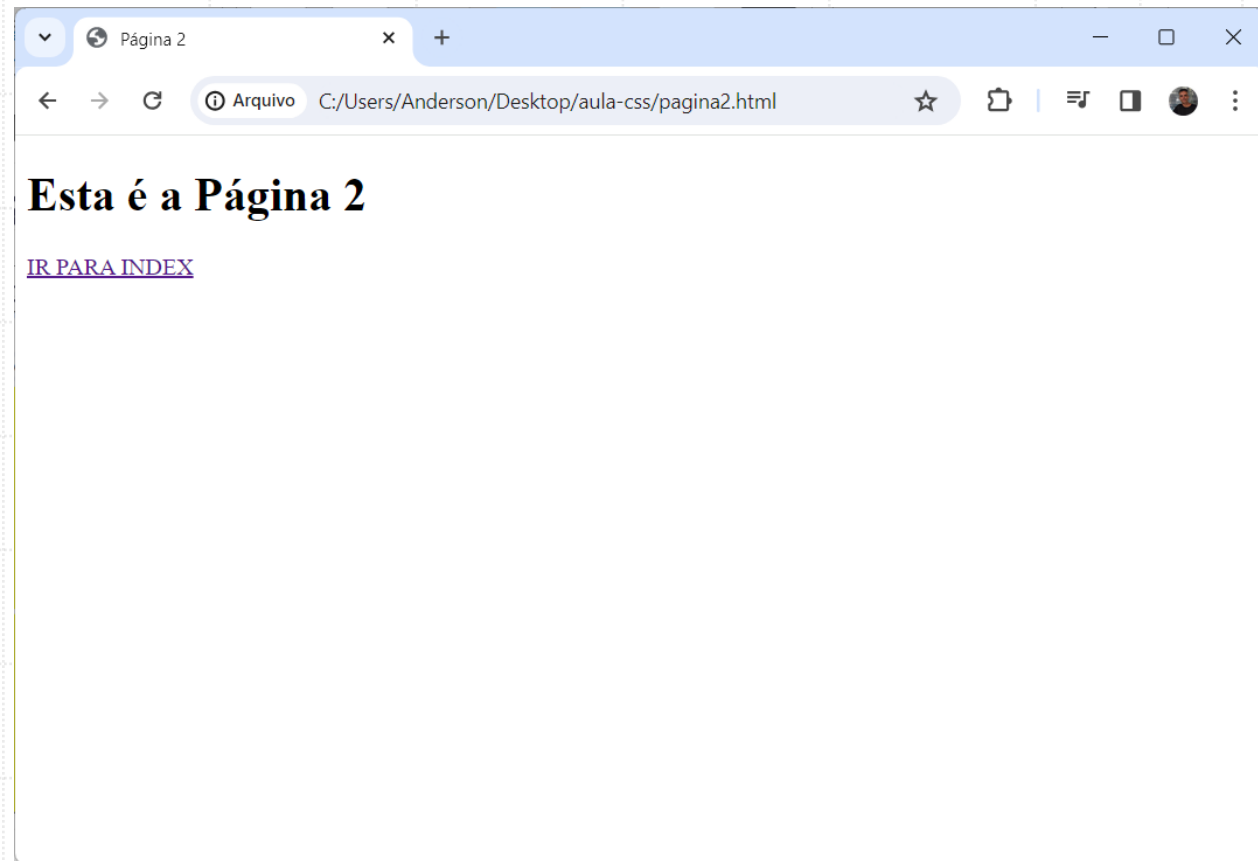 Página 2
Arquivo C:/Users/Anderson/Desktop/aula-css/pagina2.html
Esta é a Página 2
IR PARA INDEX